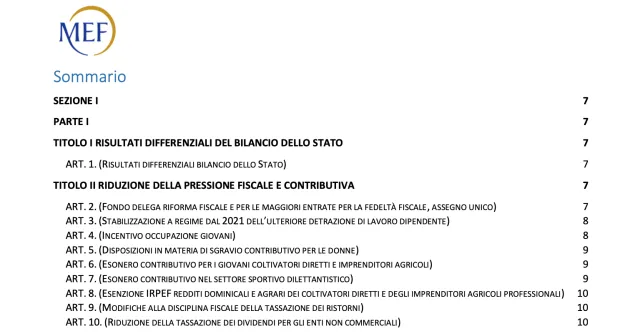 MEF
Sommario
SEZIONE I 7
PARTE I 7
TITOLO I RISULTATI DIFFERENZIALI DEL BILANCIO DELLO STATO 7
ART. 1. (RISULTATI DIFFERENZIALI BILANCIO DELLO STATO) 7
TITOLO II RIDUZIONE DELLA PRESSIONE FISCALE E CONTRIBUTIVA 7
ART. 2. (FONDO DELEGA RIFORMA FISCALE E PER LE MAGGIORI ENTRATE PER LA FEDELTÀ FISCALE, ASSEGNO UNICO) 7
ART. 3. (STABILIZZAZIONE A REGIME DAL 2021 DELL'ULTERIORE DETRAZIONE DI LAVORO DIPENDENTE) 8
ART. 4. (INCENTIVO OCCUPAZIONE GIOVANI) 8
ART. 5. (DISPOSIZIONI IN MATERIA DI SGRAVIO CONTRIBUTIVO PER LE DONNE) 9
ART. 6. (ESONERO CONTRIBUTIVO PER I GIOVANI COLTIVATORI DIRETTI E IMPRENDITORI AGRICOLI) 9
ART. 7. (ESONERO CONTRIBUTIVO NEL SETTORE SPORTIVO DILETTANTISTICO) 9
ART. 8. (ESENZIONE IRPEF REDDITI DOMINICALI E AGRARI DEI COLTIVATORI DIRETTI E DEGLI IMPRENDITORI AGRICOLI PROFESSIONALI) 10
ART. 9. (MODIFICHE ALLA DISCIPLINA FISCALE DELLA TASSAZIONE DEI RISTORNI) 10
ART. 10. (RIDUZIONE DELLA TASSAZIONE DEI DIVIDENDI PER GLI ENTI NON COMMERCIALI) 10